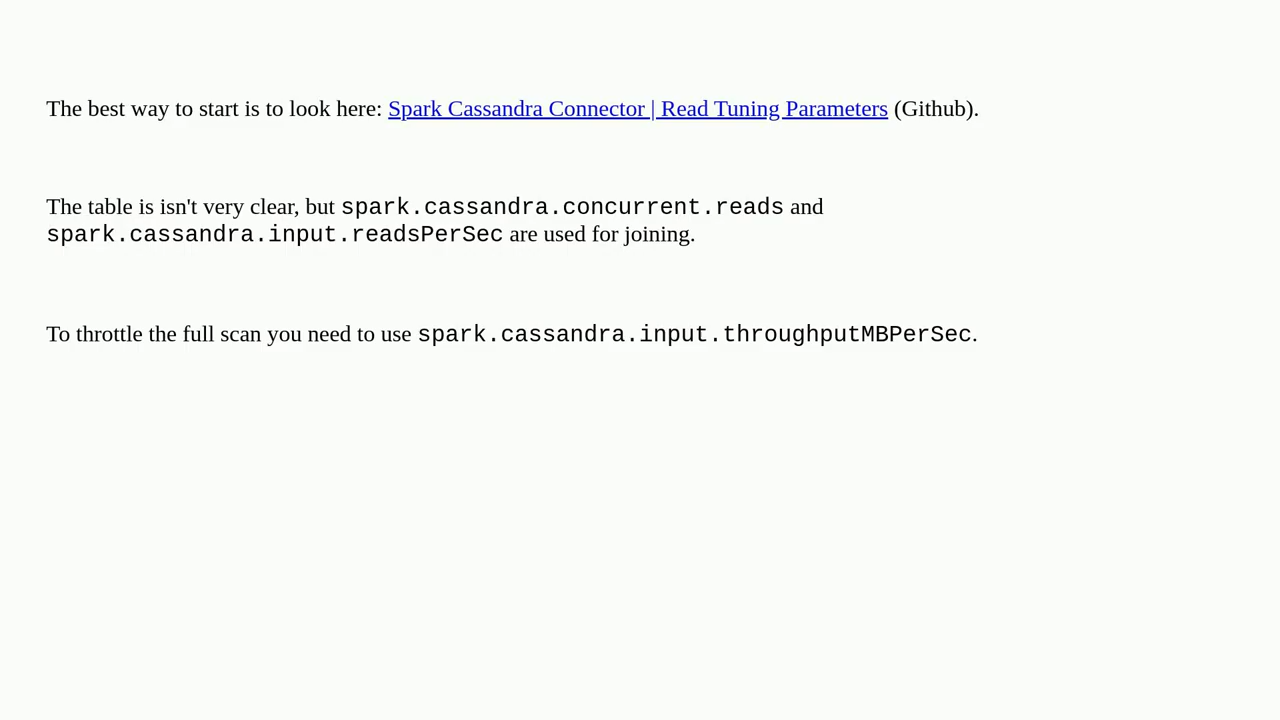 The best way to start is to look here: Spark Cassandra Connector | Read Tuning Parameters (Github).
The table is isn't very clear, but spark.cassandra.concurrent.reads and
spark.cassandra.input.readsPerSec are used for joining.
To throttle the full scan you need to use spark.cassandra.input.throughputMBPerSec.